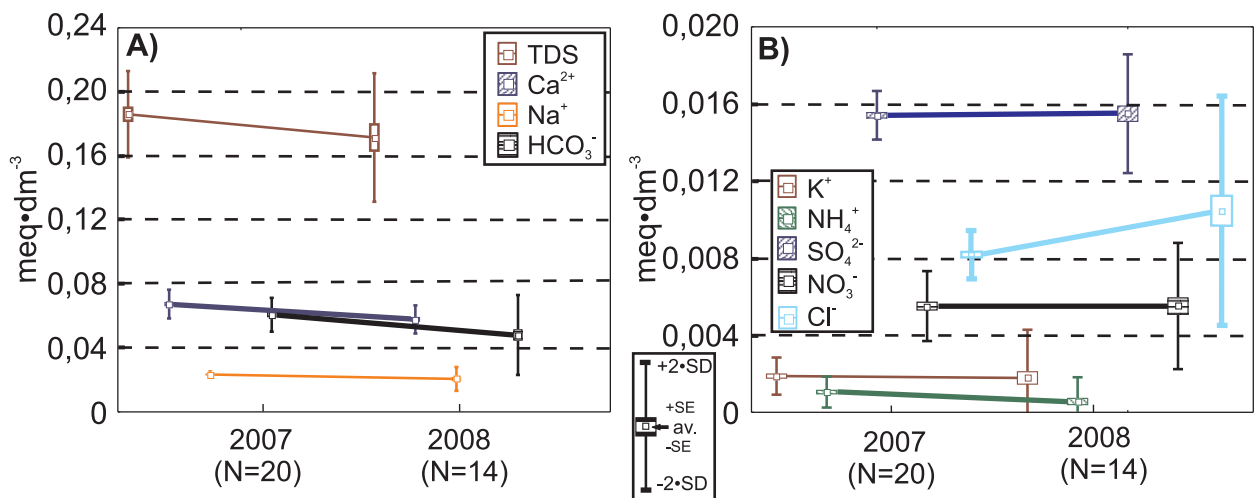 A)
meq•dm⁻³
0,24
0,20
0,16
0,12
0,08
0,04
0
TDS
Ca²⁺
Na⁺
HCO₃⁻
2007
2008
(N=20)
(N=14)
B)
meq•dm⁻³
0,020
0,016
0,012
0,008
0,004
0,000
K⁺
NH₄⁺
SO₄²⁻
NO₃⁻
Cl⁻
2007
2008
(N=20)
(N=14)
+2•SD
+SE
av.
-SE
-2•SD